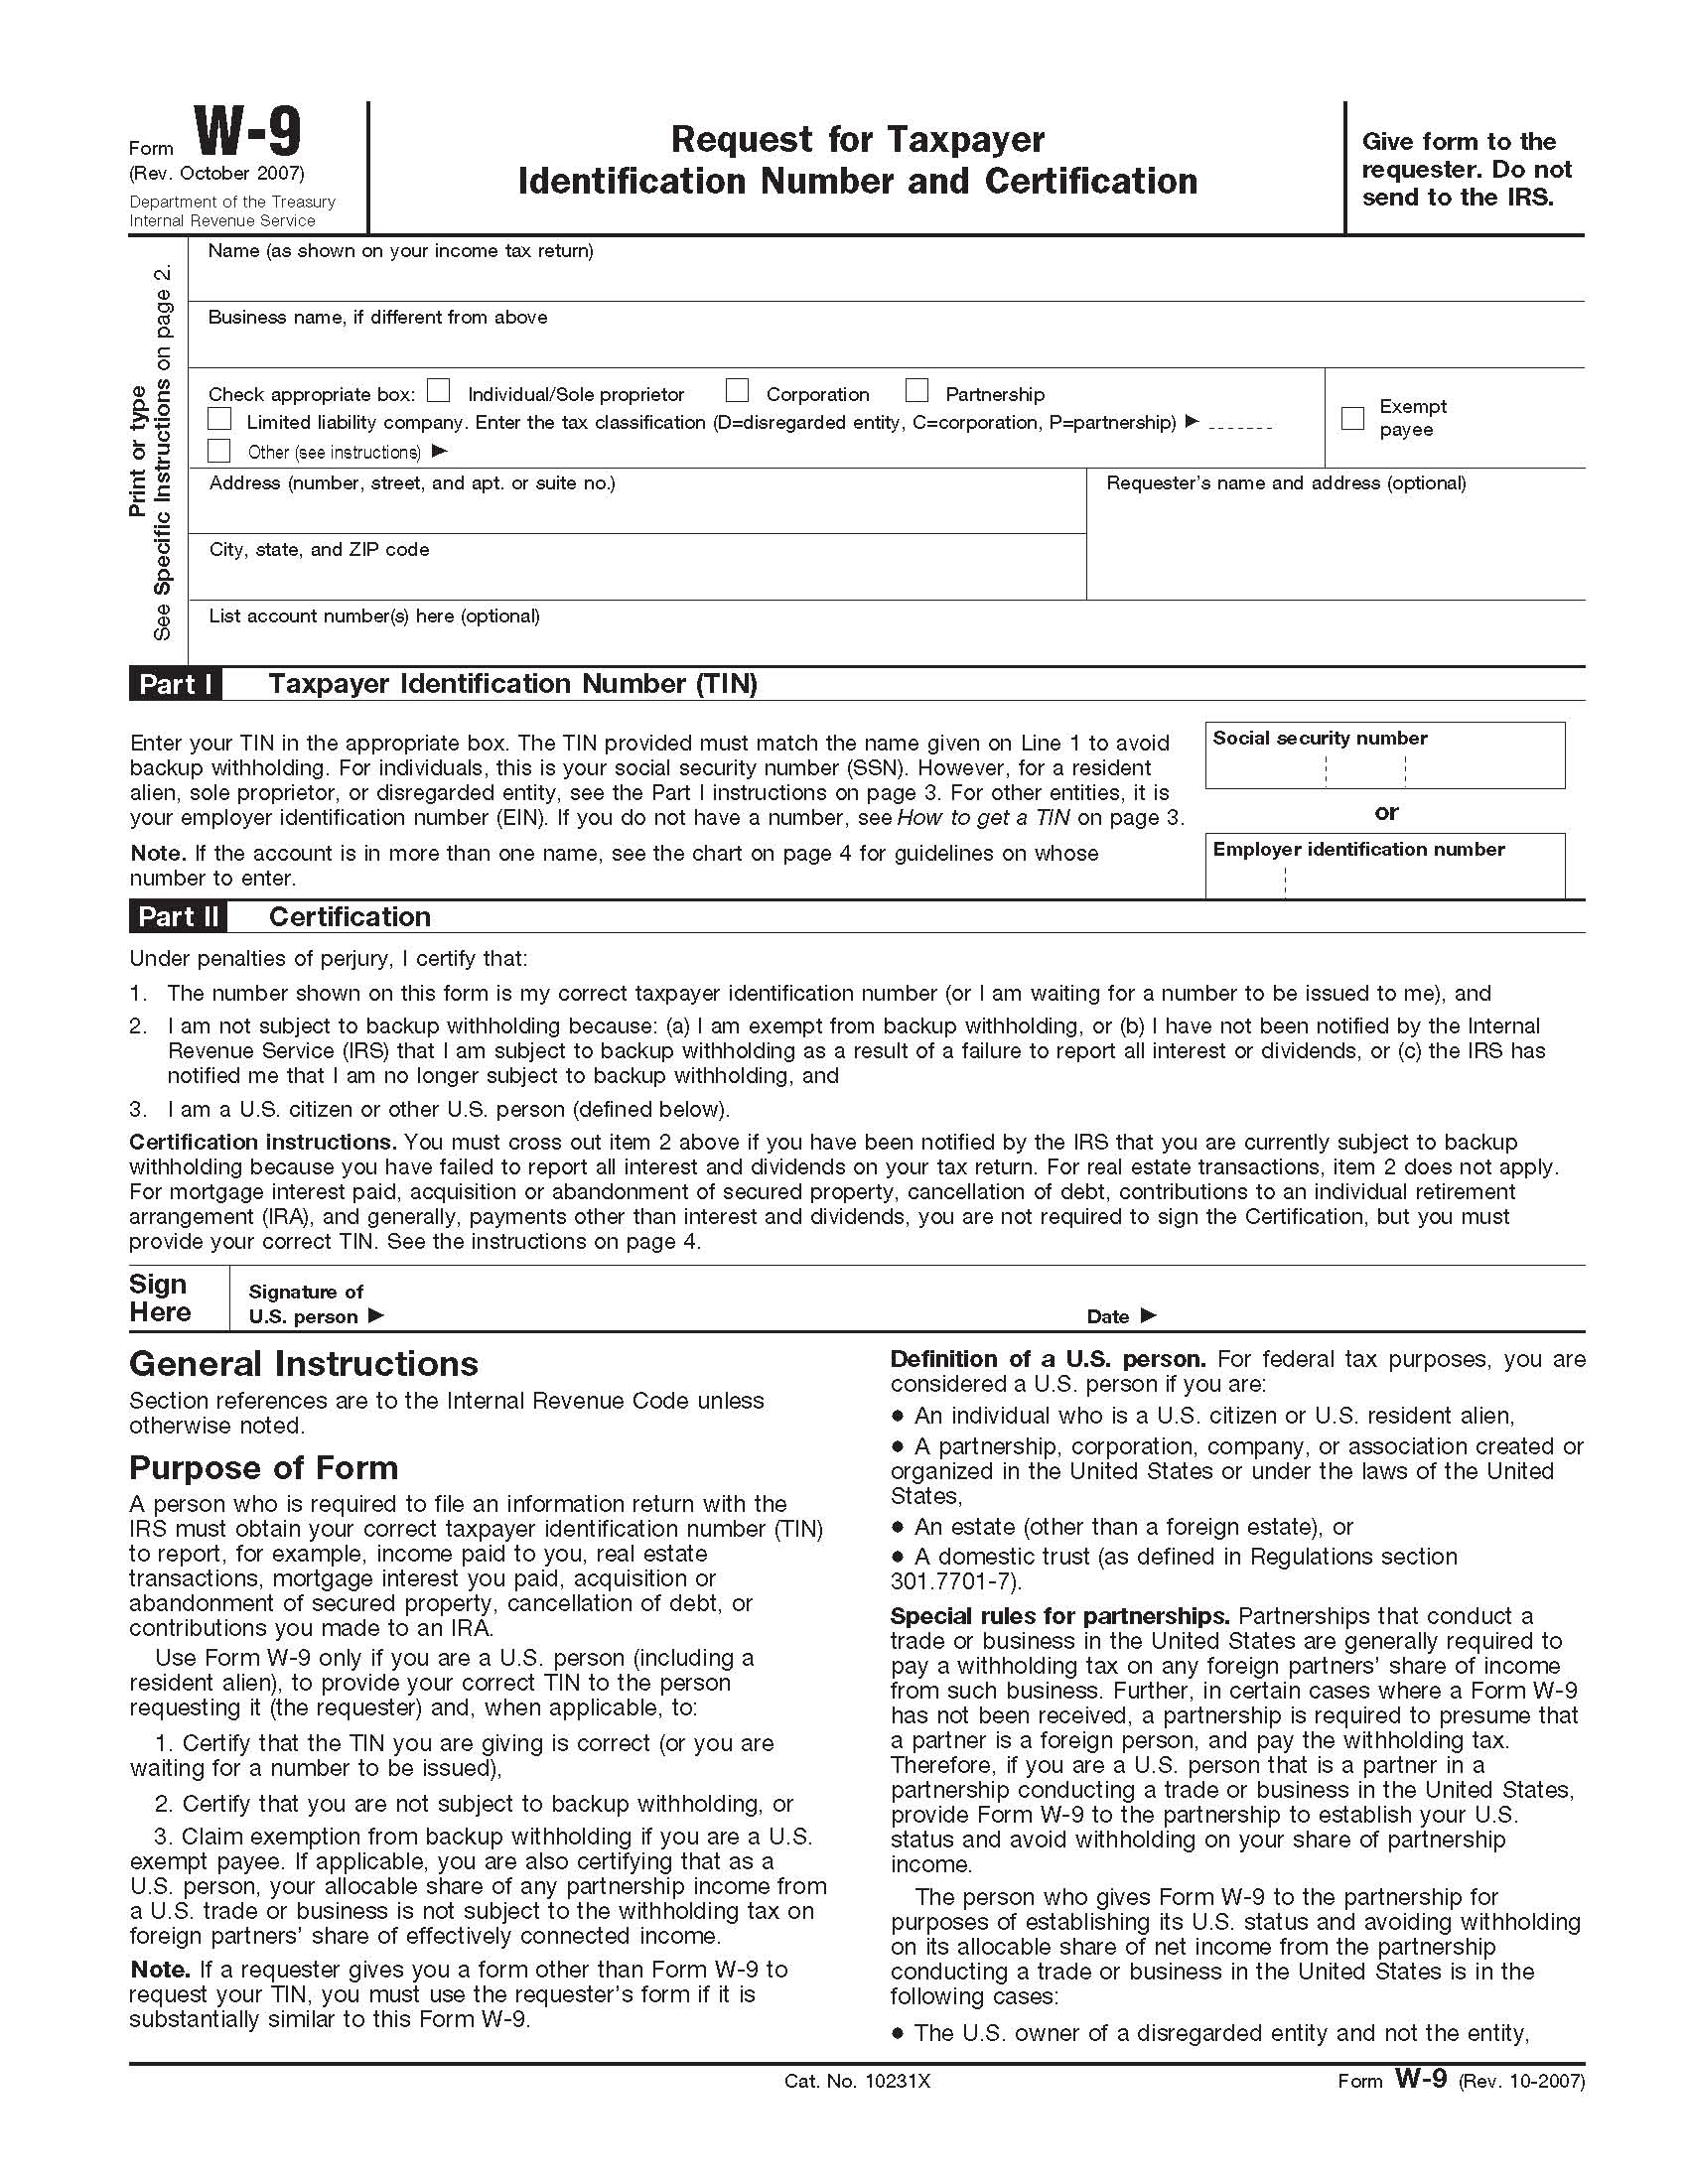 Form W-9
(Rev. October 2007)
Department of the Treasury
Internal Revenue Service
Request for Taxpayer
Identification Number and Certification
Give form to the
requester. Do not
send to the IRS.
Print or type
See Specific Instructions on page 2.
Name (as shown on your income tax return)
Business name, if different from above
Check appropriate box: Individual/Sole proprietor Corporation Partnership
Limited liability company. Enter the tax classification (D=disregarded entity, C=corporation, P=partnership) ▶ -------
Other (see instructions) ▶
Exempt
payee
Address (number, street, and apt. or suite no.)
Requester's name and address (optional)
City, state, and ZIP code
List account number(s) here (optional)
Part I Taxpayer Identification Number (TIN)
Enter your TIN in the appropriate box. The TIN provided must match the name given on Line 1 to avoid
backup withholding. For individuals, this is your social security number (SSN). However, for a resident
alien, sole proprietor, or disregarded entity, see the Part I instructions on page 3. For other entities, it is
your employer identification number (EIN). If you do not have a number, see How to get a TIN on page 3.
Note. If the account is in more than one name, see the chart on page 4 for guidelines on whose
number to enter.
Social security number
or
Employer identification number
Part II Certification
Under penalties of perjury, I certify that:
1. The number shown on this form is my correct taxpayer identification number (or I am waiting for a number to be issued to me), and
2. I am not subject to backup withholding because: (a) I am exempt from backup withholding, or (b) I have not been notified by the Internal
Revenue Service (IRS) that I am subject to backup withholding as a result of a failure to report all interest or dividends, or (c) the IRS has
notified me that I am no longer subject to backup withholding, and
3. I am a U.S. citizen or other U.S. person (defined below).
Certification instructions. You must cross out item 2 above if you have been notified by the IRS that you are currently subject to backup
withholding because you have failed to report all interest and dividends on your tax return. For real estate transactions, item 2 does not apply.
For mortgage interest paid, acquisition or abandonment of secured property, cancellation of debt, contributions to an individual retirement
arrangement (IRA), and generally, payments other than interest and dividends, you are not required to sign the Certification, but you must
provide your correct TIN. See the instructions on page 4.
Sign
Here
Signature of
U.S. person ▶
Date ▶
General Instructions
Section references are to the Internal Revenue Code unless
otherwise noted.
Purpose of Form
A person who is required to file an information return with the
IRS must obtain your correct taxpayer identification number (TIN)
to report, for example, income paid to you, real estate
transactions, mortgage interest you paid, acquisition or
abandonment of secured property, cancellation of debt, or
contributions you made to an IRA.
Use Form W-9 only if you are a U.S. person (including a
resident alien), to provide your correct TIN to the person
requesting it (the requester) and, when applicable, to:
1. Certify that the TIN you are giving is correct (or you are
waiting for a number to be issued),
2. Certify that you are not subject to backup withholding, or
3. Claim exemption from backup withholding if you are a U.S.
exempt payee. If applicable, you are also certifying that as a
U.S. person, your allocable share of any partnership income from
a U.S. trade or business is not subject to the withholding tax on
foreign partners' share of effectively connected income.
Note. If a requester gives you a form other than Form W-9 to
request your TIN, you must use the requester's form if it is
substantially similar to this Form W-9.
Definition of a U.S. person. For federal tax purposes, you are
considered a U.S. person if you are:
● An individual who is a U.S. citizen or U.S. resident alien,
● A partnership, corporation, company, or association created or
organized in the United States or under the laws of the United
States,
● An estate (other than a foreign estate), or
● A domestic trust (as defined in Regulations section
301.7701-7).
Special rules for partnerships. Partnerships that conduct a
trade or business in the United States are generally required to
pay a withholding tax on any foreign partners' share of income
from such business. Further, in certain cases where a Form W-9
has not been received, a partnership is required to presume that
a partner is a foreign person, and pay the withholding tax.
Therefore, if you are a U.S. person that is a partner in a
partnership conducting a trade or business in the United States,
provide Form W-9 to the partnership to establish your U.S.
status and avoid withholding on your share of partnership
income.
The person who gives Form W-9 to the partnership for
purposes of establishing its U.S. status and avoiding withholding
on its allocable share of net income from the partnership
conducting a trade or business in the United States is in the
following cases:
● The U.S. owner of a disregarded entity and not the entity,
Cat. No. 10231X
Form W-9 (Rev. 10-2007)